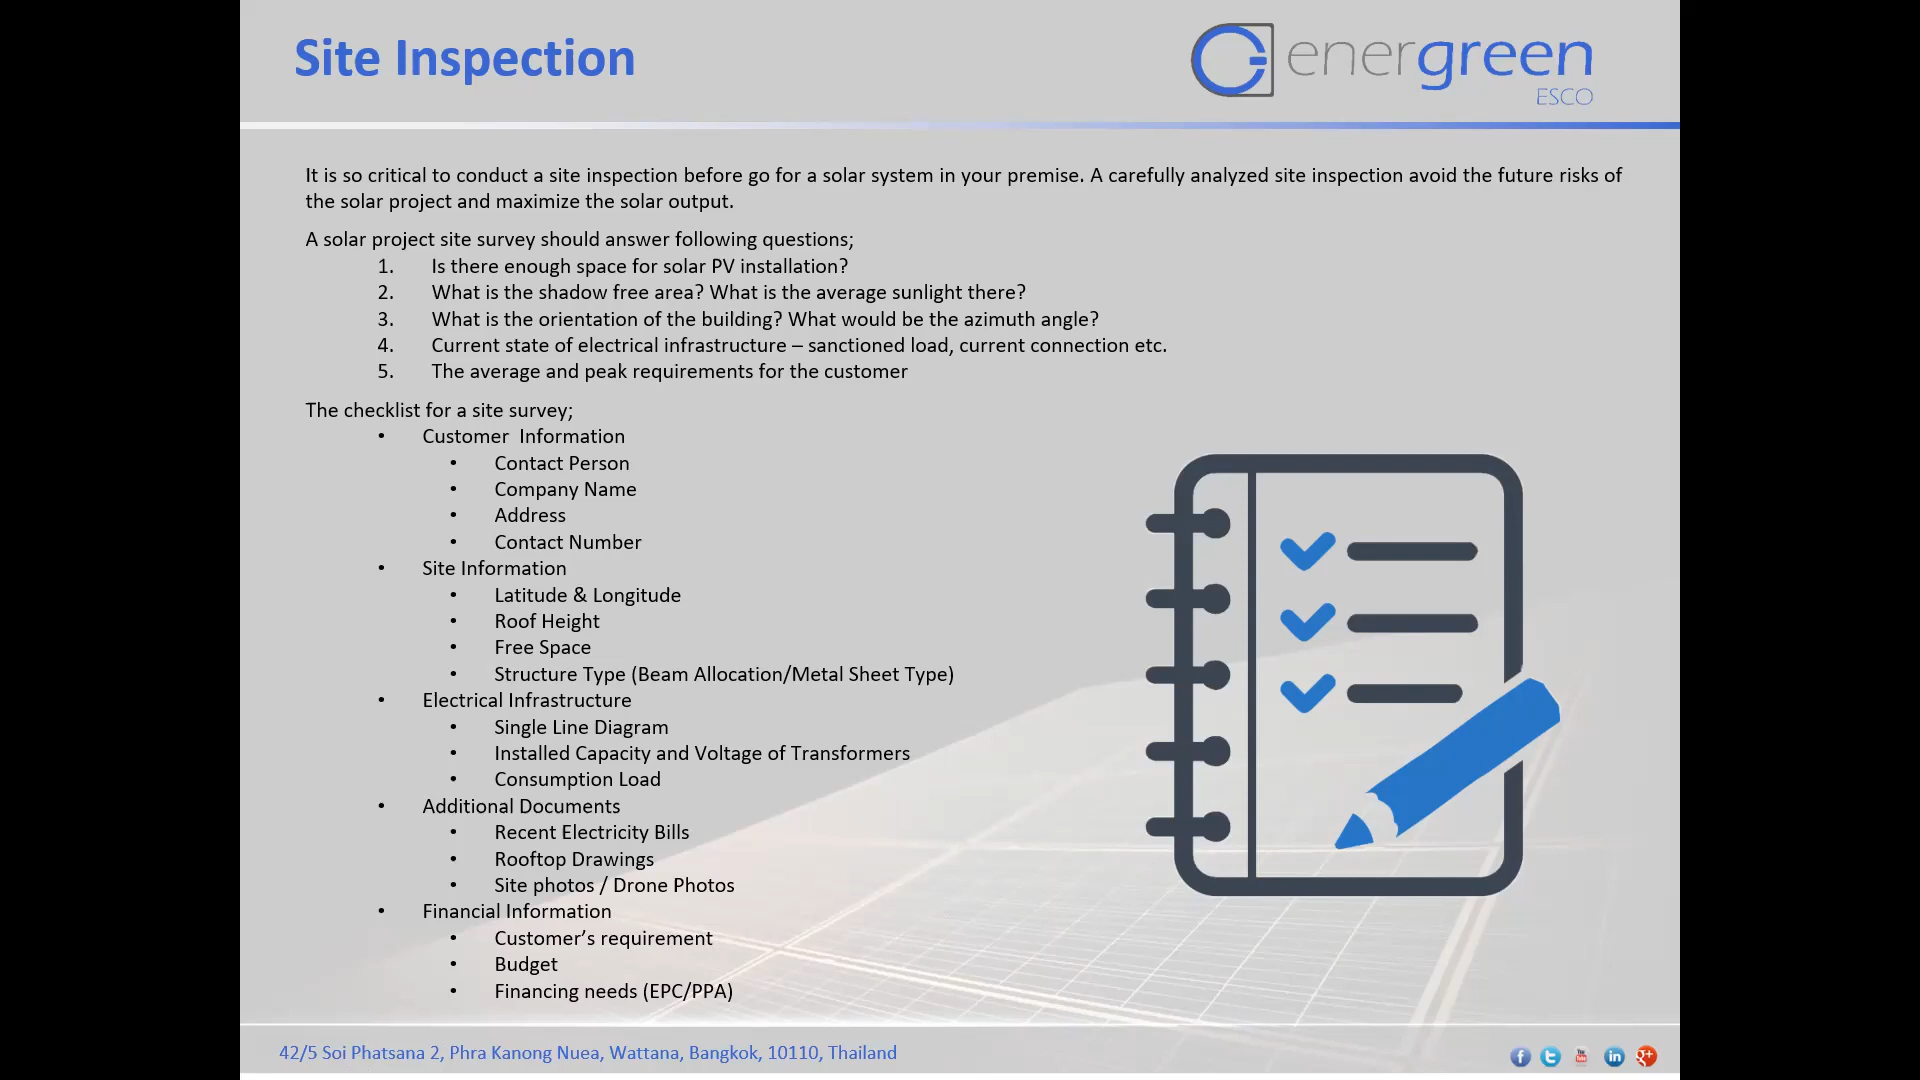 Site Inspection
energreen
ESCO
It is so critical to conduct a site inspection before go for a solar system in your premise. A carefully analyzed site inspection avoid the future risks of
the solar project and maximize the solar output.
A solar project site survey should answer following questions;
1. Is there enough space for solar PV installation?
2. What is the shadow free area? What is the average sunlight there?
3. What is the orientation of the building? What would be the azimuth angle?
4. Current state of electrical infrastructure – sanctioned load, current connection etc.
5. The average and peak requirements for the customer
The checklist for a site survey;
• Customer Information
• Contact Person
• Company Name
• Address
• Contact Number
• Site Information
• Latitude & Longitude
• Roof Height
• Free Space
• Structure Type (Beam Allocation/Metal Sheet Type)
• Electrical Infrastructure
• Single Line Diagram
• Installed Capacity and Voltage of Transformers
• Consumption Load
• Additional Documents
• Recent Electricity Bills
• Rooftop Drawings
• Site photos / Drone Photos
• Financial Information
• Customer’s requirement
• Budget
• Financing needs (EPC/PPA)
42/5 Soi Phatsana 2, Phra Kanong Nuea, Wattana, Bangkok, 10110, Thailand
f t You Tube in g+